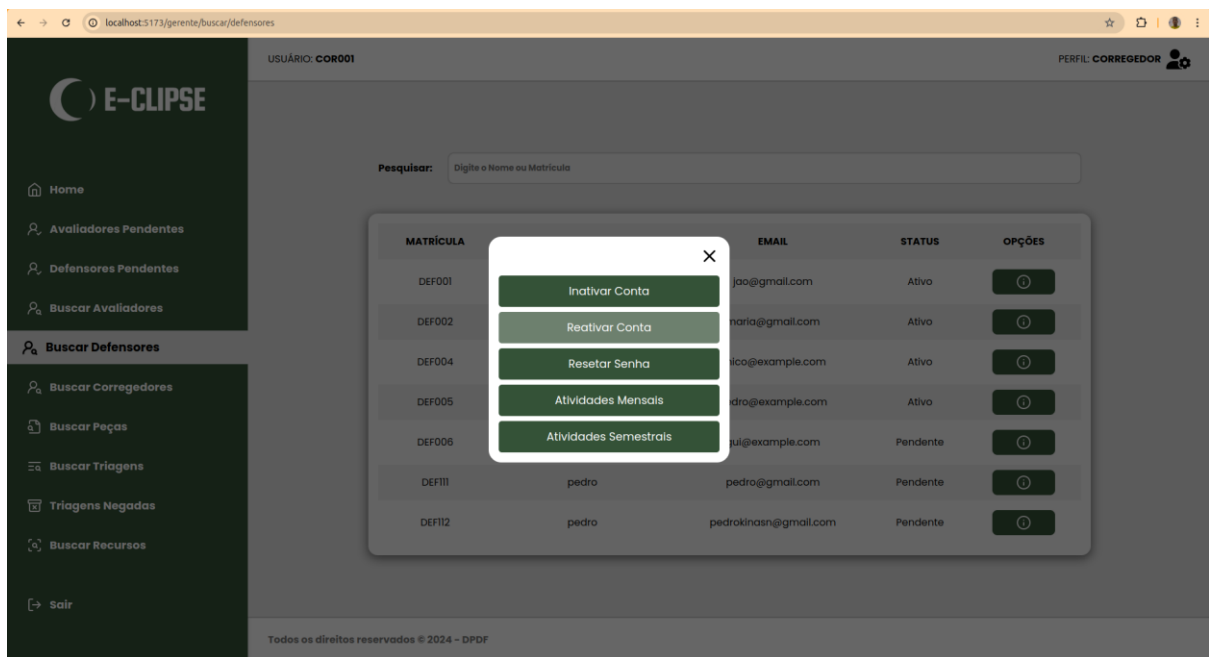 localhost:5173/gerente/buscar/defensores
USUÁRIO: COR001
PERFIL: CORREGEDOR
E-CLIPSE
Home
Avaliadores Pendentes
Defensores Pendentes
Buscar Avaliadores
Buscar Defensores
Buscar Corregedores
Buscar Peças
Buscar Triagens
Triagens Negadas
Buscar Recursos
Sair
Pesquisar: Digite o Nome ou Matrícula
MATRÍCULA EMAIL STATUS OPÇÕES
DEF001 jao@gmail.com Ativo
DEF002 maria@gmail.com Ativo
DEF004 ico@example.com Ativo
DEF005 dro@example.com Ativo
DEF006 gui@example.com Pendente
DEF111 pedro pedro@gmail.com Pendente
DEF112 pedro pedrokinasn@gmail.com Pendente
Inativar Conta
Reativar Conta
Resetar Senha
Atividades Mensais
Atividades Semestrais
Todos os direitos reservados © 2024 - DPDF